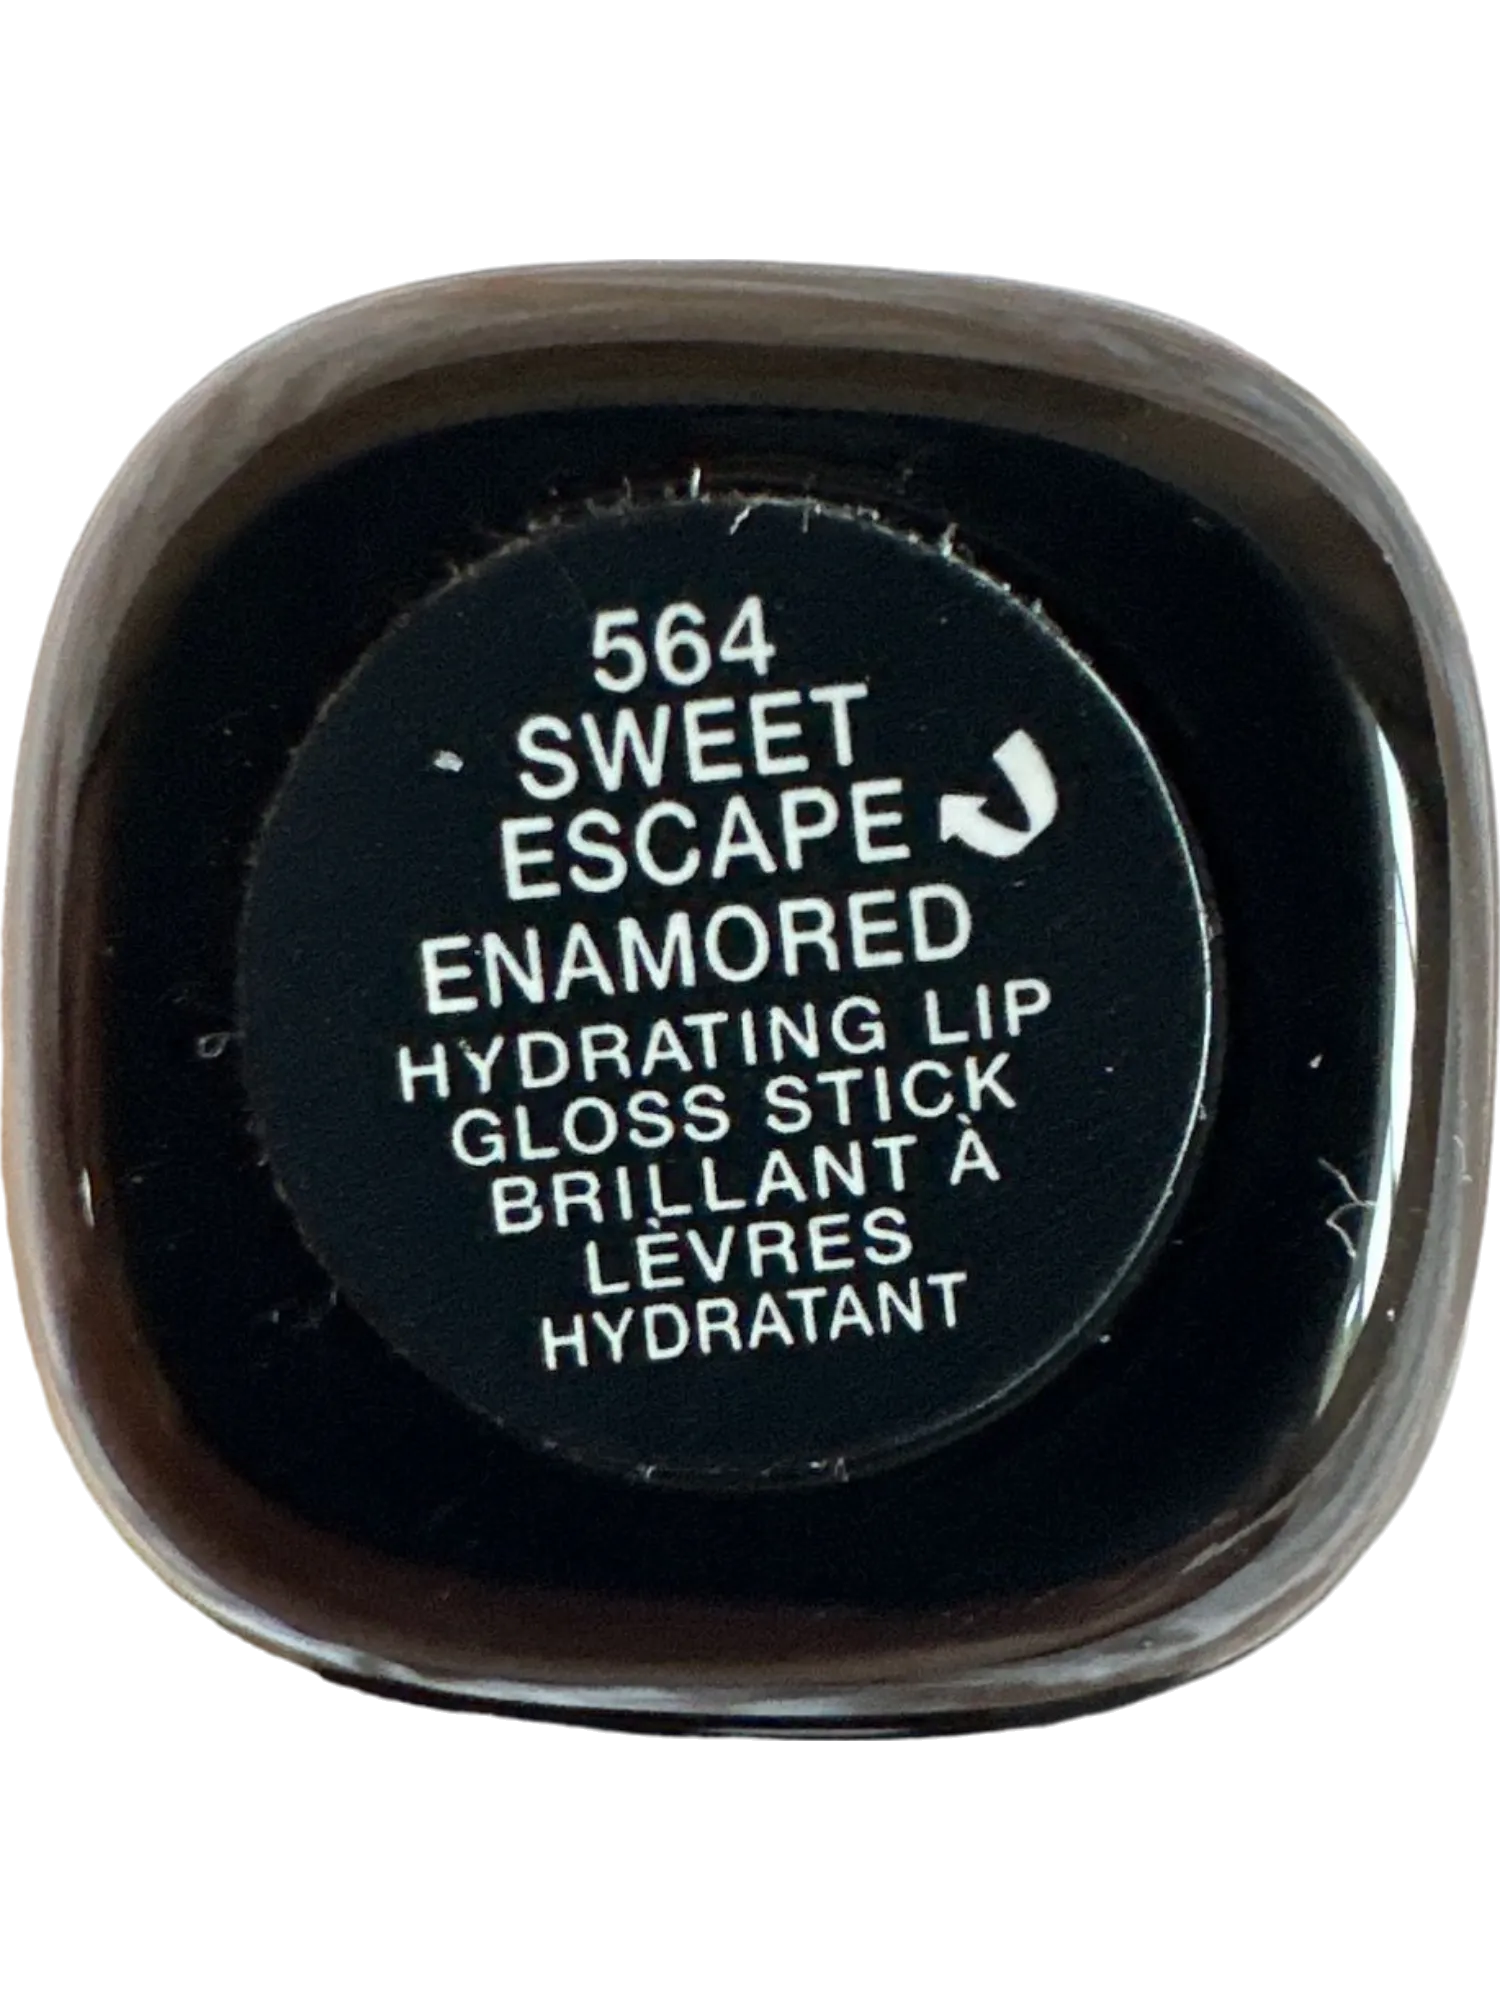 564
SWEET
ESCAPE
ENAMORED
HYDRATING LIP
GLOSS STICK
BRILLANT À
LÈVRES
HYDRATANT